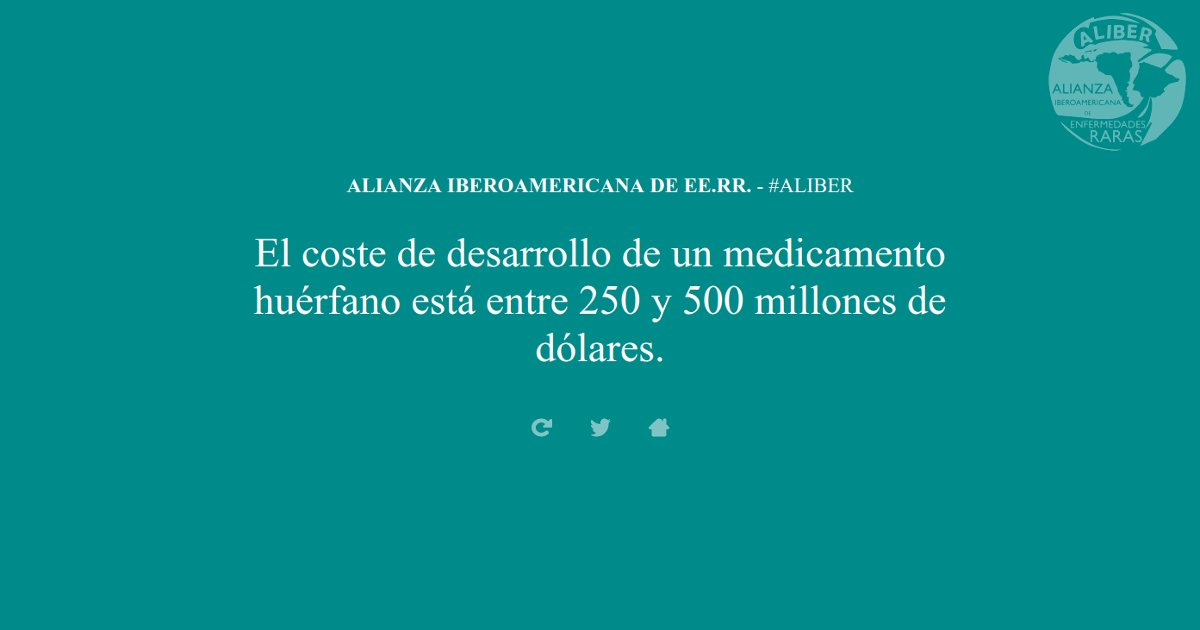 ALIBER
ALIANZA
IBEROAMERICANA
DE
ENFERMEDADES
RARAS
ALIANZA IBEROAMERICANA DE EE.RR. - #ALIBER
El coste de desarrollo de un medicamento
huérfano está entre 250 y 500 millones de
dólares.